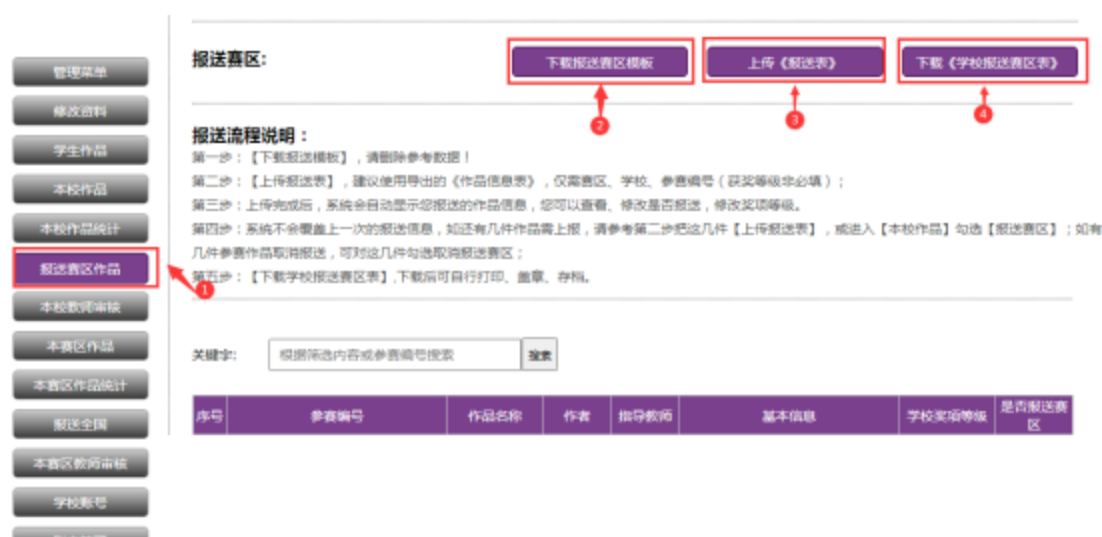 报送赛区:
下载报送赛区模板
上传《报送表》
下载《学校报送赛区表》
2
3
4
管理菜单
修改资料
学生作品
本校作品
本校作品统计
报送赛区作品
1
本校教师审核
本赛区作品
本赛区作品统计
报送全国
本赛区教师审核
学校账号
报送流程说明：
第一步：【下载报送模板】，请删除参考数据！
第二步：【上传报送表】，建议使用导出的《作品信息表》，仅需赛区、学校、参赛编号（获奖等级非必填）；
第三步：上传完成后，系统会自动显示您报送的作品信息，您可以查看、修改是否报送，修改奖项等级。
第四步：系统不会覆盖上一次的报送信息，如还有几件作品需上报，请参考第二步把这几件【上传报送表】，或进入【本校作品】勾选【报送赛区】；如有
几件参赛作品取消报送，可对这几件勾选取消报送赛区；
第五步：【下载学校报送赛区表】,下载后可自行打印、盖章、存档。
关键字:
根据筛选内容或参赛编号搜索
搜索
序号 参赛编号 作品名称 作者 指导教师 基本信息 学校奖项等级 是否报送赛
区